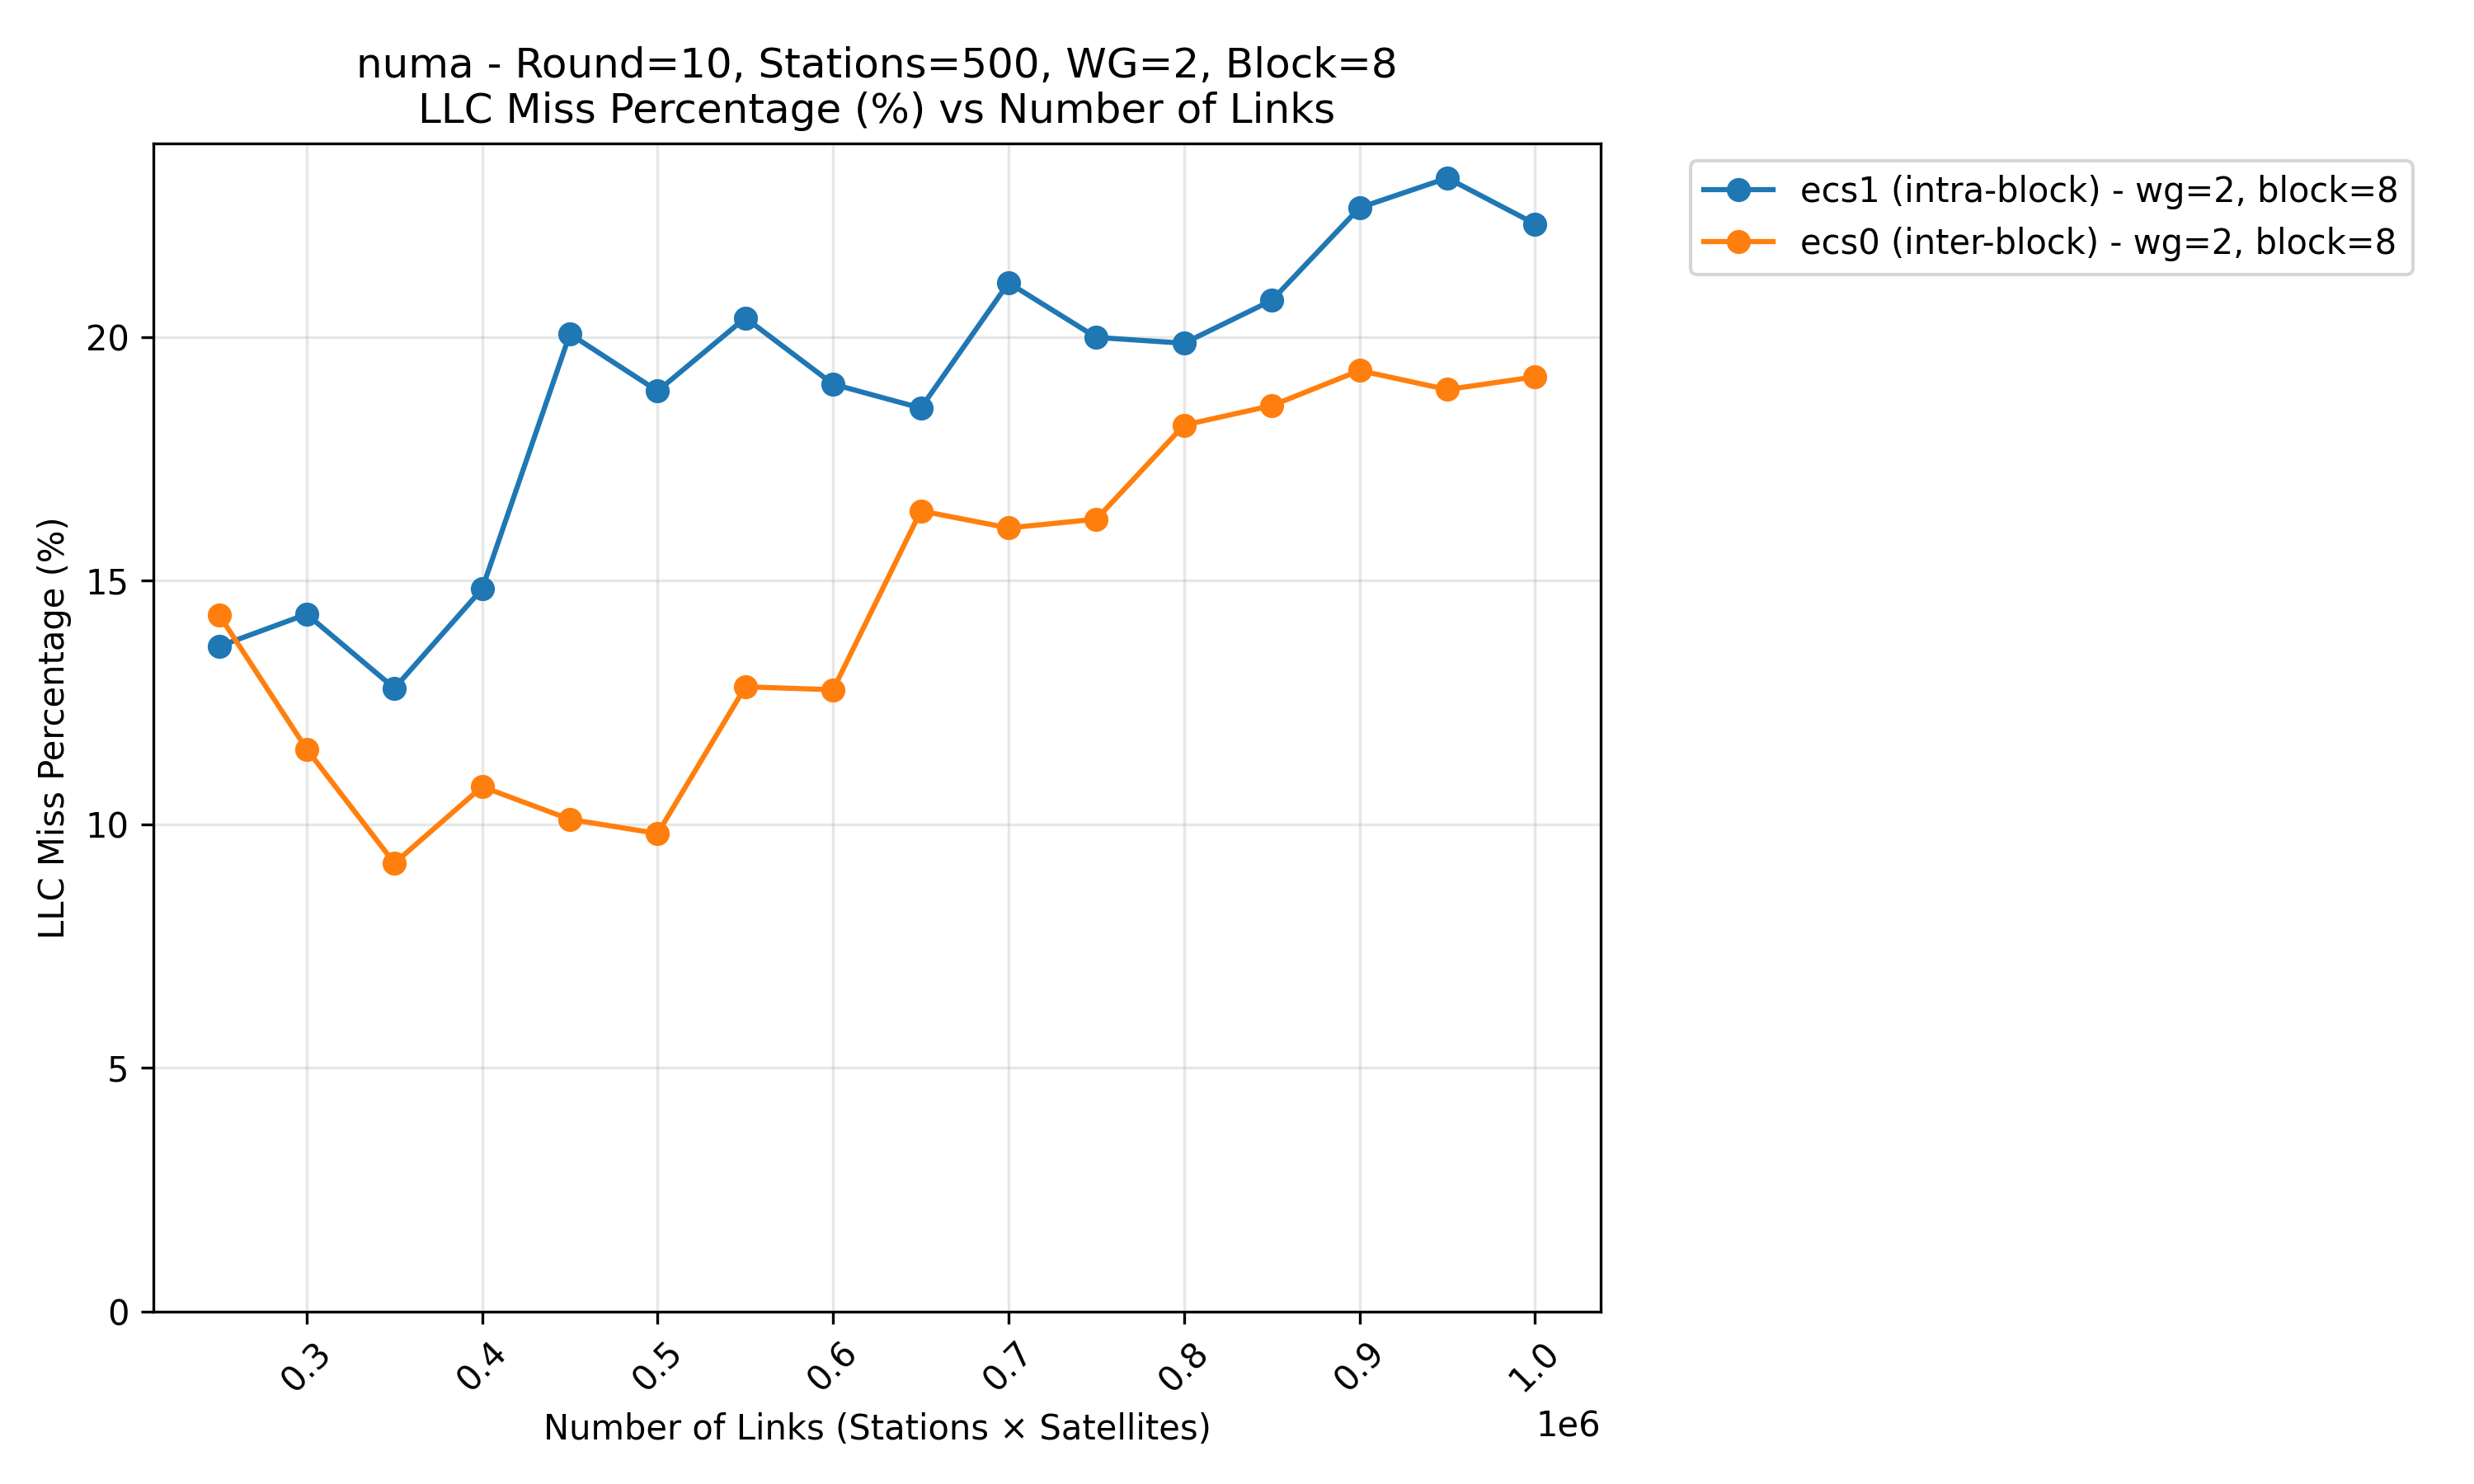 numa - Round=10, Stations=500, WG=2, Block=8
LLC Miss Percentage (%) vs Number of Links
ecs1 (intra-block) - wg=2, block=8
ecs0 (inter-block) - wg=2, block=8
LLC Miss Percentage (%)
20
15
10
5
0
0.3
0.4
0.5
0.6
0.7
0.8
0.9
1.0
1e6
Number of Links (Stations × Satellites)